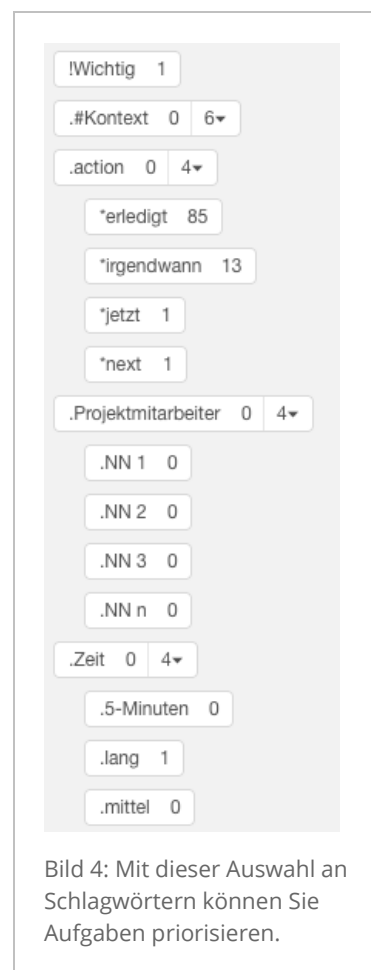 !Wichtig 1
.#Kontext 0 6▾
.action 0 4▾
*erledigt 85
*irgendwann 13
*jetzt 1
*next 1
.Projektmitarbeiter 0 4▾
.NN 1 0
.NN 2 0
.NN 3 0
.NN n 0
.Zeit 0 4▾
.5-Minuten 0
.lang 1
.mittel 0
Bild 4: Mit dieser Auswahl an
Schlagwörtern können Sie
Aufgaben priorisieren.